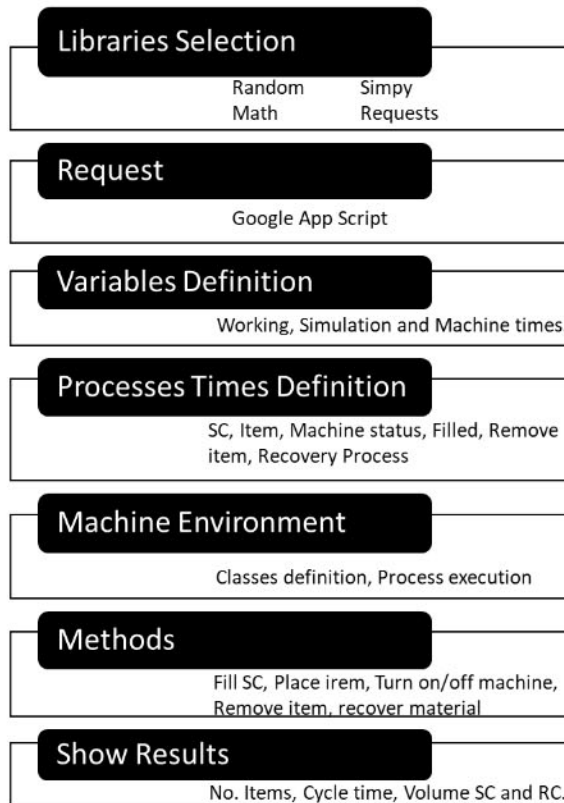 Libraries Selection
Random Simpy
Math Requests
Request
Google App Script
Variables Definition
Working, Simulation and Machine times
Processes Times Definition
SC, Item, Machine status, Filled, Remove
item, Recovery Process
Machine Environment
Classes definition, Process execution
Methods
Fill SC, Place irem, Turn on/off machine,
Remove item, recover material
Show Results
No. Items, Cycle time, Volume SC and RC.